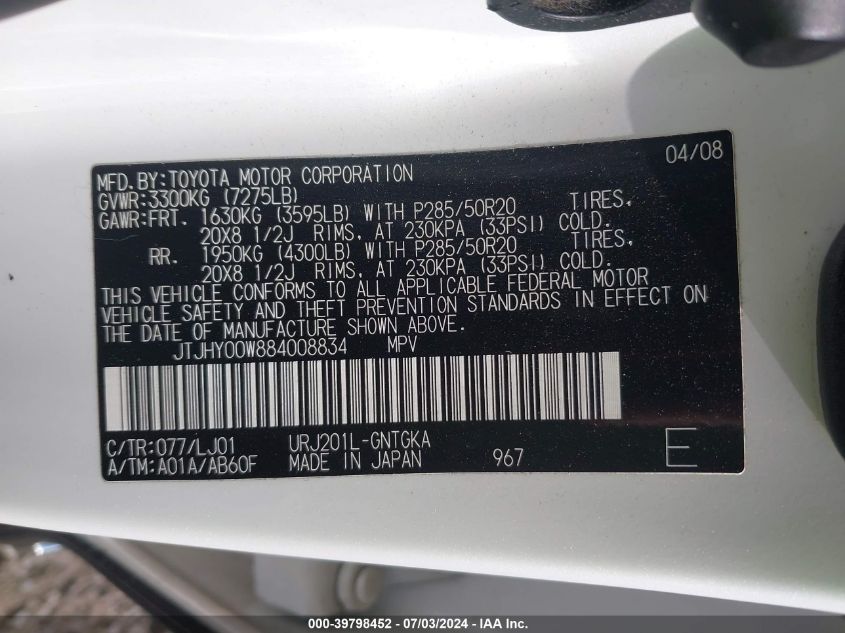 04/08
MFD. BY:TOYOTA MOTOR CORPORATION
GVWR:3300KG (7275LB)
GAWR:FRT. 1630KG (3595LB) WITH P285/50R20 TIRES,
20X8 1/2J RIMS, AT 230KPA (33PSI) COLD.
RR. 1950KG (4300LB) WITH P285/50R20 TIRES,
20X8 1/2J RIMS, AT 230KPA (33PSI) COLD.
THIS VEHICLE CONFORMS TO ALL APPLICABLE FEDERAL MOTOR
VEHICLE SAFETY AND THEFT PREVENTION STANDARDS IN EFFECT ON
THE DATE OF MANUFACTURE SHOWN ABOVE.
JTJHY00W884008834 MPV
C/TR:077/LJ01 URJ201L-GNTGKA
A/TM:A01A/AB60F MADE IN JAPAN 967 E
000-39798452 - 07/03/2024 - IAA Inc.